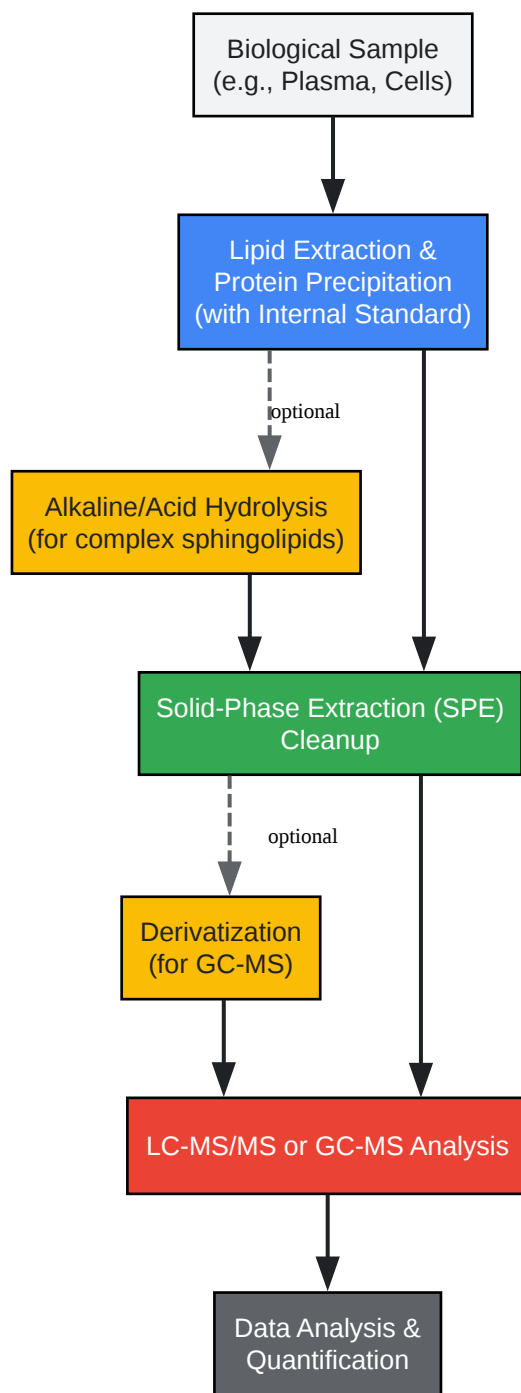 Biological Sample
(e.g., Plasma, Cells)
Lipid Extraction &
Protein Precipitation
(with Internal Standard)
optional
Alkaline/Acid Hydrolysis
(for complex sphingolipids)
Solid-Phase Extraction (SPE)
Cleanup
optional
Derivatization
(for GC-MS)
LC-MS/MS or GC-MS Analysis
Data Analysis &
Quantification